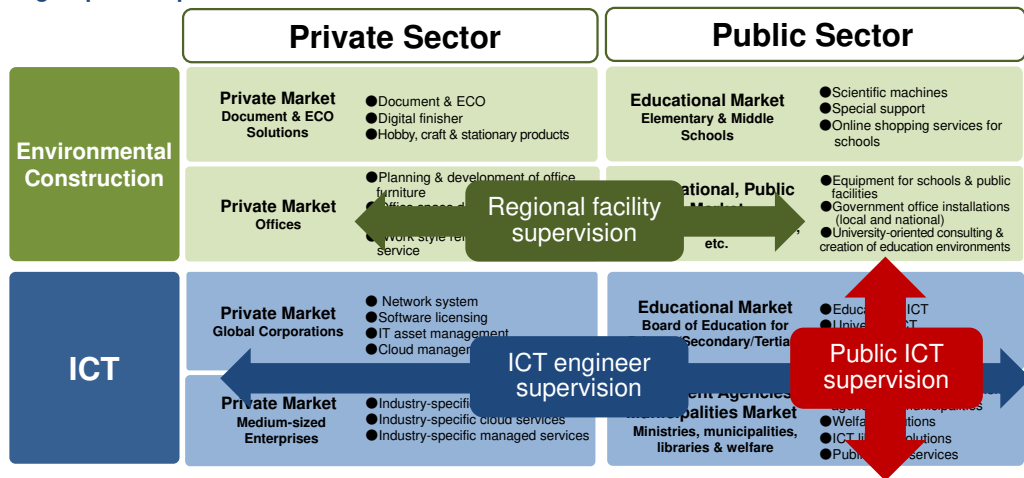 Private Sector
Public Sector
Environmental
Construction
Private Market
Document & ECO
Solutions
●Document & ECO
●Digital finisher
●Hobby, craft & stationary products
Educational Market
Elementary & Middle
Schools
●Scientific machines
●Special support
●Online shopping services for
schools
Private Market
Offices
●Planning & development of office
furniture
service
Regional facility
supervision
Public
etc.
●Equipment for schools & public
facilities
●Government office installations
(local and national)
●University-oriented consulting &
creation of education environments
ICT
Private Market
Global Corporations
● Network system
●Software licensing
●IT asset management
●Cloud
Educational Market
Board of Education for
ICT engineer
supervision
Public ICT
supervision
Private Market
Medium-sized
Enterprises
●Industry-specific
●Industry-specific cloud services
●Industry-specific managed services
Municipalities Market
Ministries, municipalities,
libraries & welfare
services